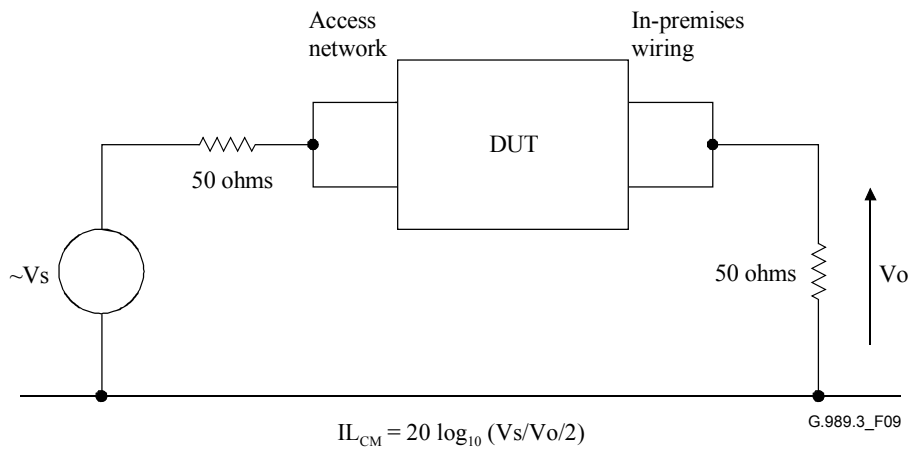 Access
network
In-premises
wiring
DUT
50 ohms
~Vs
50 ohms
Vo
G.989.3_F09
IL_CM = 20 log_10 (Vs/Vo/2)